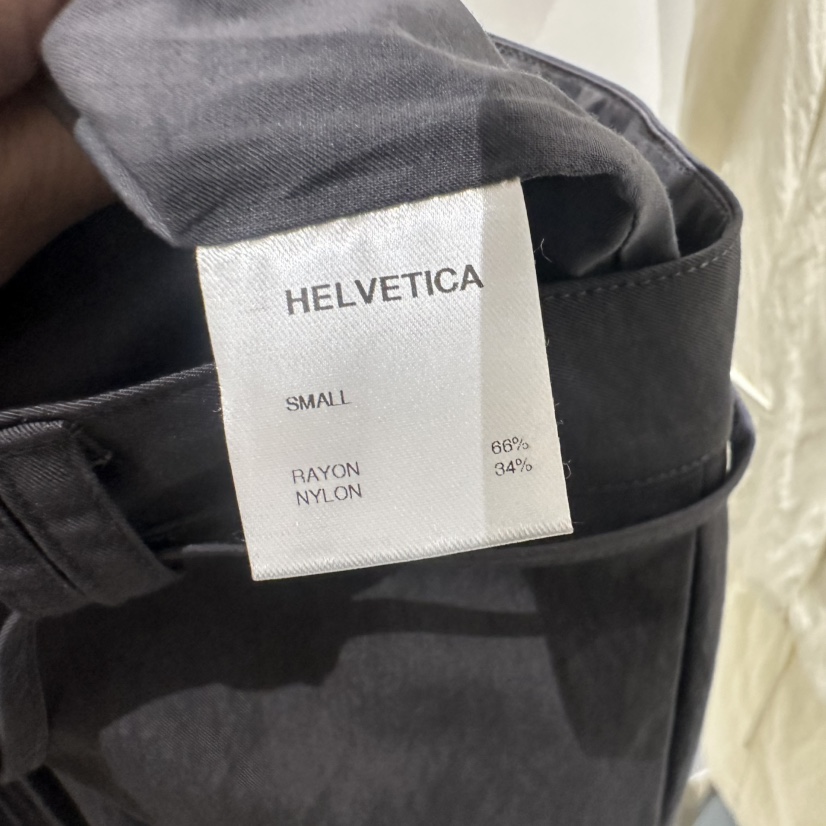 HELVETICA
SMALL
RAYON 66%
NYLON 34%